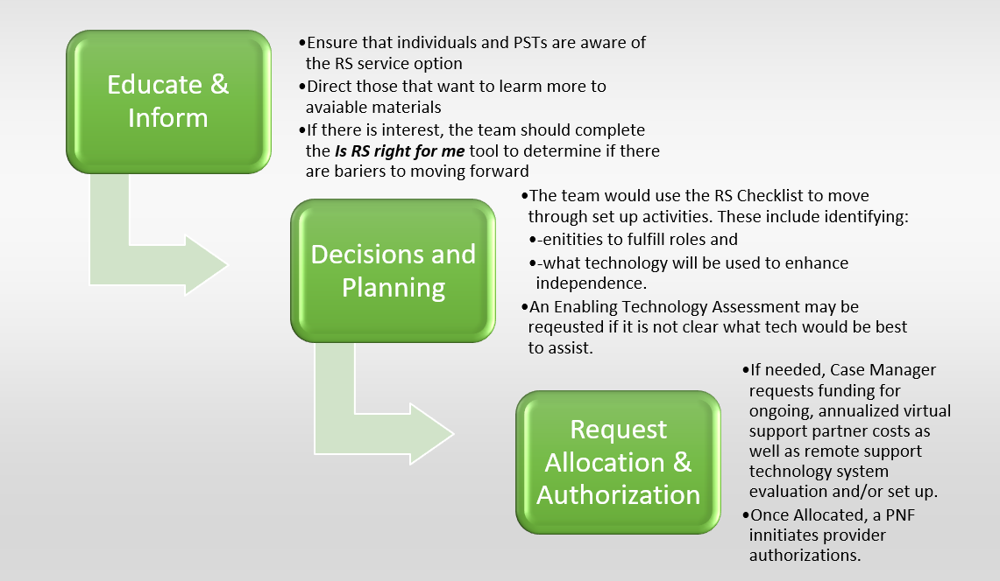 Educate &
Inform
•Ensure that individuals and PSTs are aware of
the RS service option
•Direct those that want to learm more to
avaiable materials
•If there is interest, the team should complete
the Is RS right for me tool to determine if there
are bariers to moving forward
Decisions and
Planning
•The team would use the RS Checklist to move
through set up activities. These include identifying:
•-enitities to fulfill roles and
•-what technology will be used to enhance
independence.
•An Enabling Technology Assessment may be
reqeusted if it is not clear what tech would be best
to assist.
Request
Allocation &
Authorization
•If needed, Case Manager
requests funding for
ongoing, annualized virtual
support partner costs as
well as remote support
technology system
evaluation and/or set up.
•Once Allocated, a PNF
innitiates provider
authorizations.